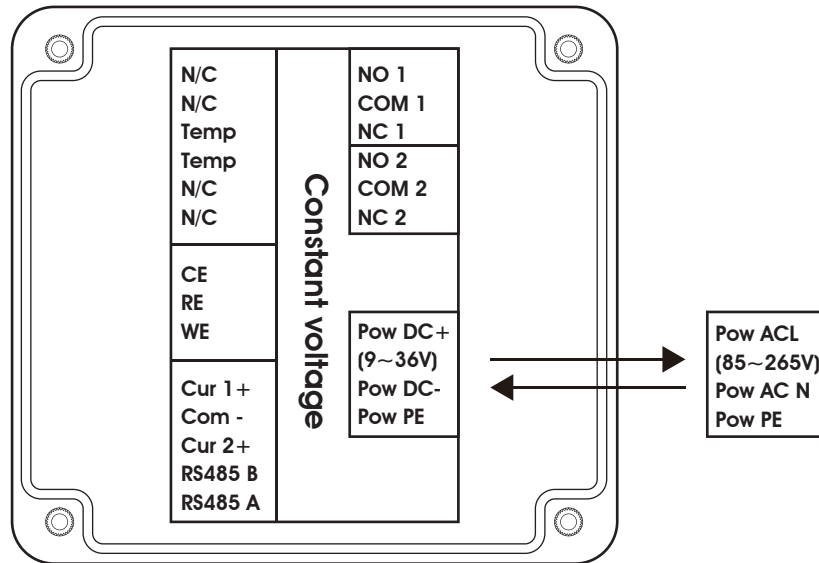 N/C
N/C
Temp
Temp
N/C
N/C
CE
RE
WE
Cur 1+
Com -
Cur 2+
RS485 B
RS485 A
Constant voltage
NO 1
COM 1
NC 1
NO 2
COM 2
NC 2
Pow DC+
(9~36V)
Pow DC-
Pow PE
Pow ACL
(85~265V)
Pow AC N
Pow PE